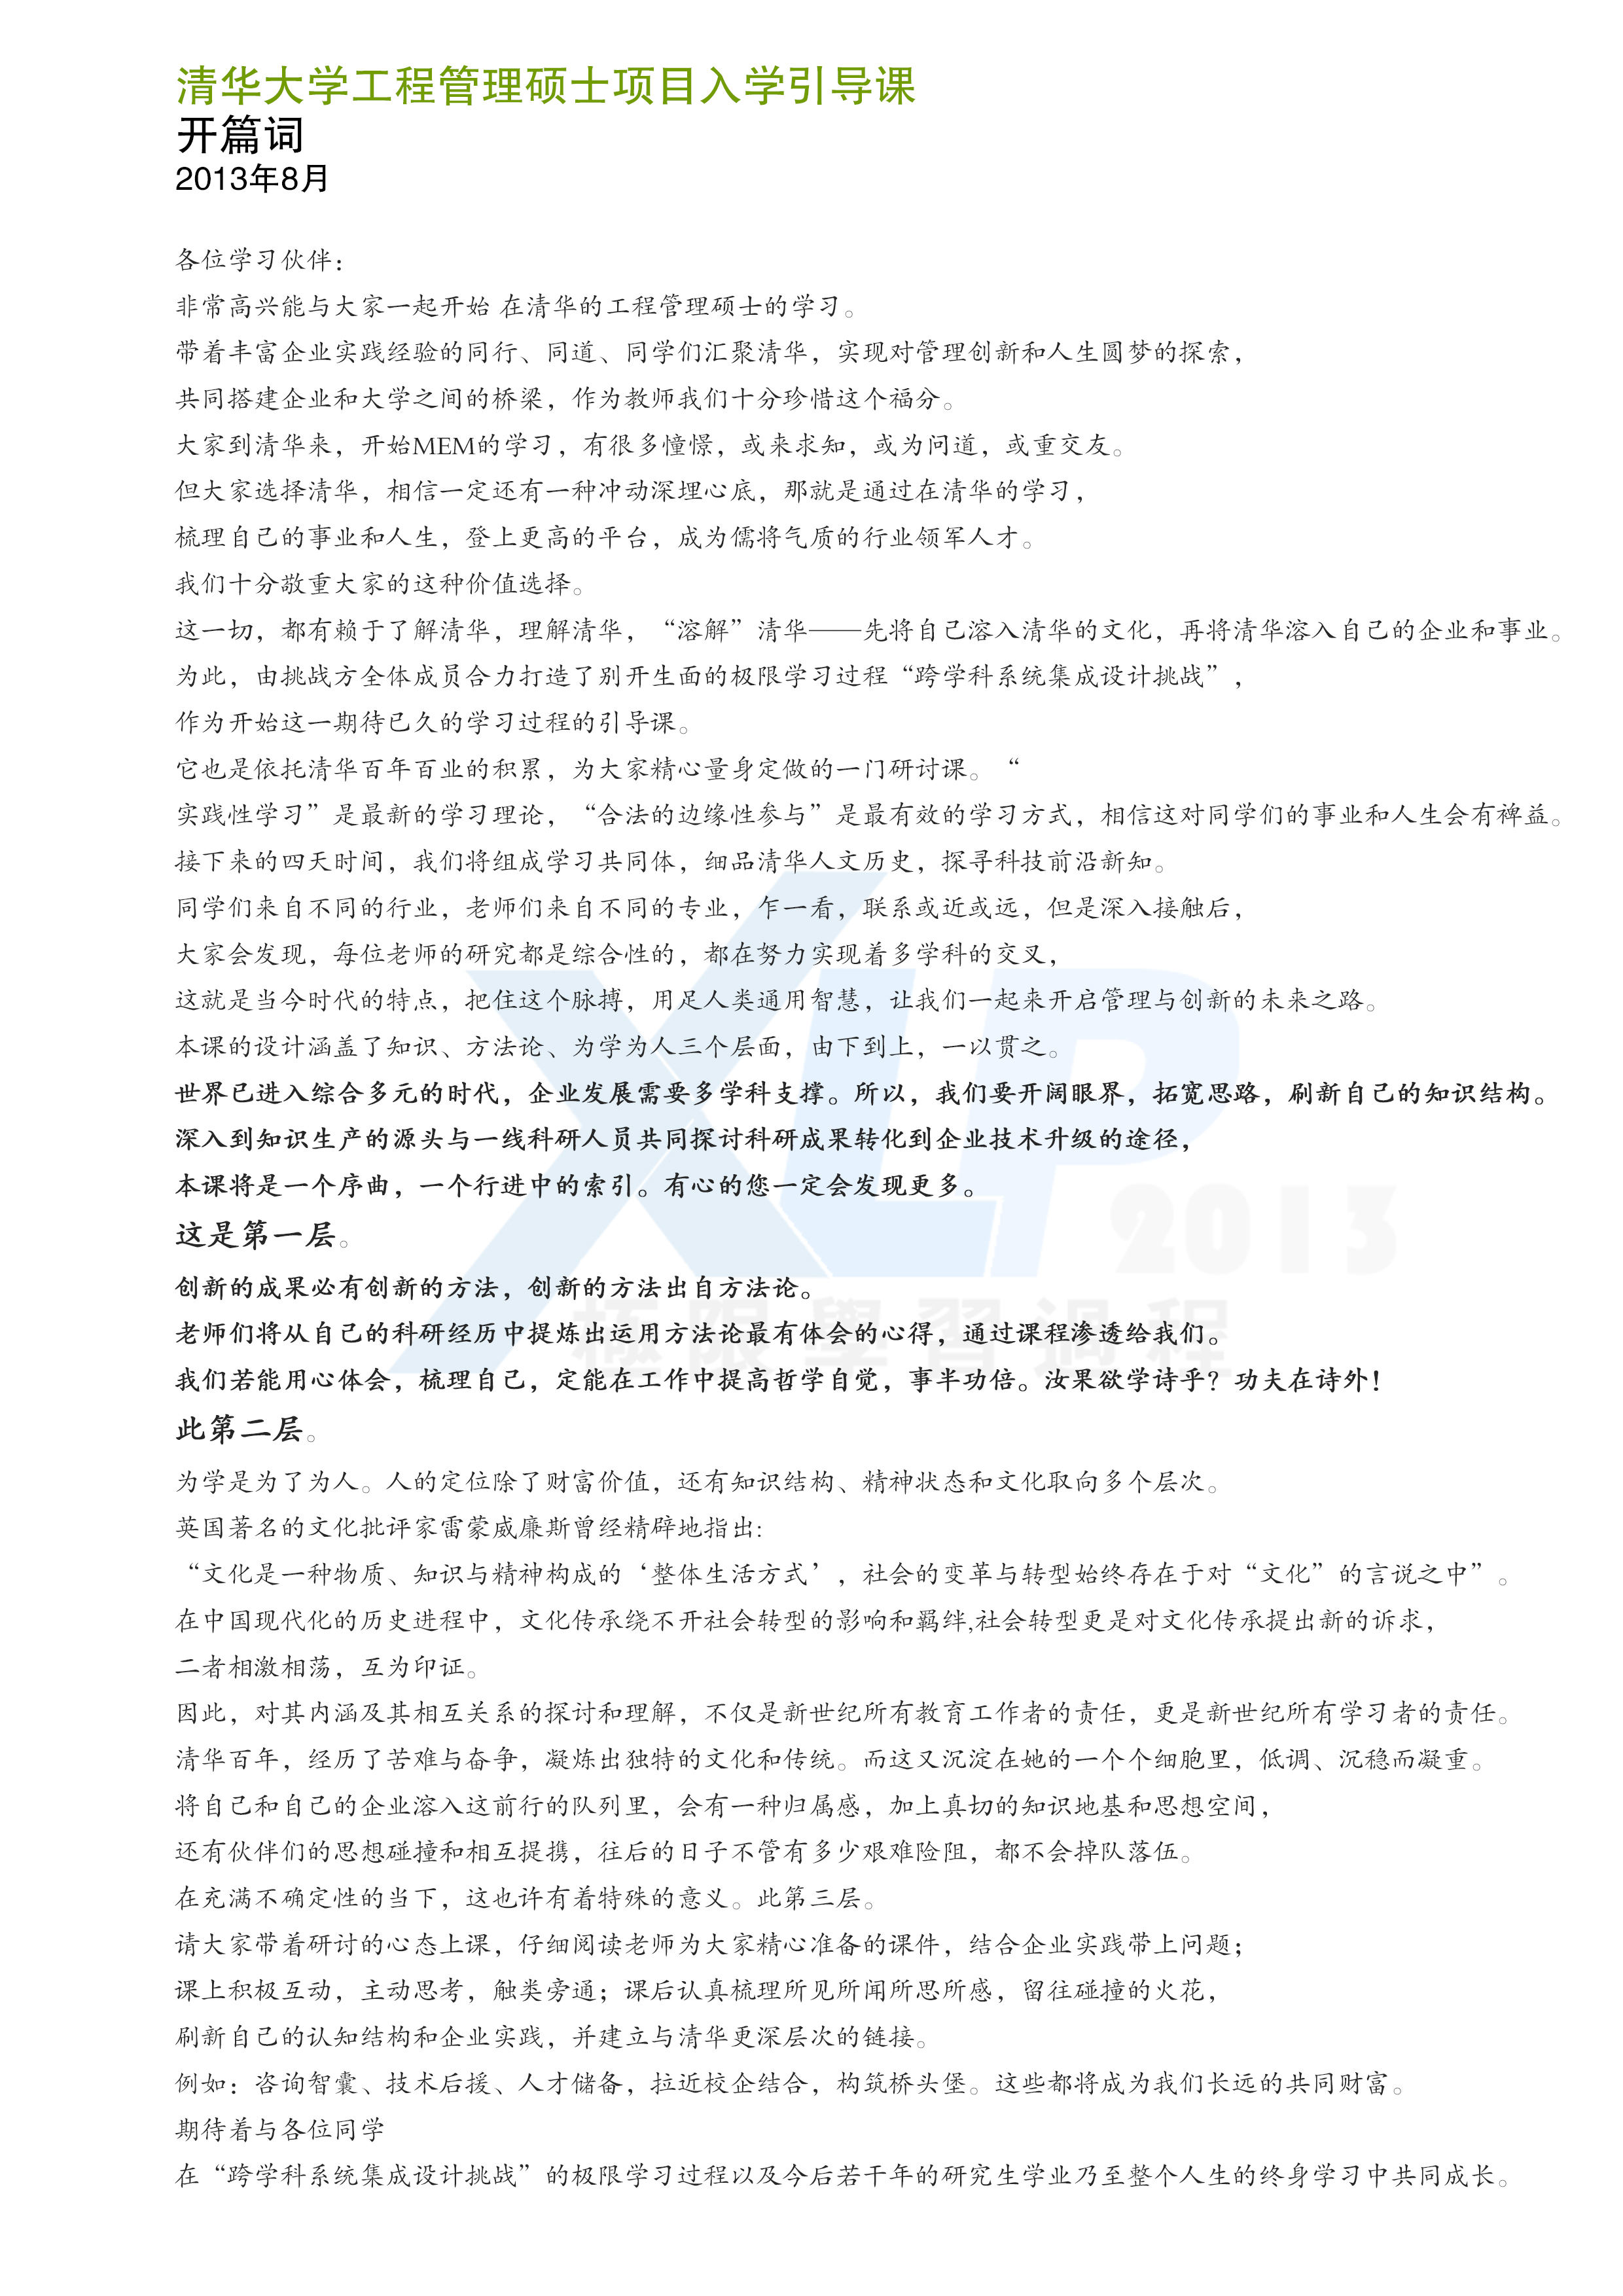 清华大学工程管理硕士项目入学引导课
开篇词
2013年8月
各位学习伙伴：
非常高兴能与大家一起开始 在清华的工程管理硕士的学习。
带着丰富企业实践经验的同行、同道、同学们汇聚清华，实现对管理创新和人生圆梦的探索，
共同搭建企业和大学之间的桥梁，作为教师我们十分珍惜这个福分。
大家到清华来，开始MEM的学习，有很多憧憬，或来求知，或为问道，或重交友。
但大家选择清华，相信一定还有一种冲动深埋心底，那就是通过在清华的学习，
梳理自己的事业和人生，登上更高的平台，成为儒将气质的行业领军人才。
我们十分敬重大家的这种价值选择。
这一切，都有赖于了解清华，理解清华，“溶解”清华——先将自己溶入清华的文化，再将清华溶入自己的企业和事业。
为此，由挑战方全体成员合力打造了别开生面的极限学习过程“跨学科系统集成设计挑战”，
作为开始这一期待已久的学习过程的引导课。
它也是依托清华百年百业的积累，为大家精心量身定做的一门研讨课。“
实践性学习”是最新的学习理论，“合法的边缘性参与”是最有效的学习方式，相信这对同学们的事业和人生会有裨益。
接下来的四天时间，我们将组成学习共同体，细品清华人文历史，探寻科技前沿新知。
同学们来自不同的行业，老师们来自不同的专业，乍一看，联系或近或远，但是深入接触后，
大家会发现，每位老师的研究都是综合性的，都在努力实现着多学科的交叉，
这就是当今时代的特点，把住这个脉搏，用足人类通用智慧，让我们一起来开启管理与创新的未来之路。
本课的设计涵盖了知识、方法论、为学为人三个层面，由下到上，一以贯之。
世界已进入综合多元的时代，企业发展需要多学科支撑。所以，我们要开阔眼界，拓宽思路，刷新自己的知识结构。
深入到知识生产的源头与一线科研人员共同探讨科研成果转化到企业技术升级的途径，
本课将是一个序曲，一个行进中的索引。有心的您一定会发现更多。
这是第一层。
创新的成果必有创新的方法，创新的方法出自方法论。
老师们将从自己的科研经历中提炼出运用方法论最有体会的心得，通过课程渗透给我们。
我们若能用心体会，梳理自己，定能在工作中提高哲学自觉，事半功倍。汝果欲学诗乎？功夫在诗外！
此第二层。
为学是为了为人。人的定位除了财富价值，还有知识结构、精神状态和文化取向多个层次。
英国著名的文化批评家雷蒙威廉斯曾经精辟地指出:
“文化是一种物质、知识与精神构成的‘整体生活方式’，社会的变革与转型始终存在于对“文化”的言说之中”。
在中国现代化的历史进程中，文化传承绕不开社会转型的影响和羁绊,社会转型更是对文化传承提出新的诉求，
二者相激相荡，互为印证。
因此，对其内涵及其相互关系的探讨和理解，不仅是新世纪所有教育工作者的责任，更是新世纪所有学习者的责任。
清华百年，经历了苦难与奋争，凝炼出独特的文化和传统。而这又沉淀在她的一个个细胞里，低调、沉稳而凝重。
将自己和自己的企业溶入这前行的队列里，会有一种归属感，加上真切的知识地基和思想空间，
还有伙伴们的思想碰撞和相互提携，往后的日子不管有多少艰难险阻，都不会掉队落伍。
在充满不确定性的当下，这也许有着特殊的意义。此第三层。
请大家带着研讨的心态上课，仔细阅读老师为大家精心准备的课件，结合企业实践带上问题；
课上积极互动，主动思考，触类旁通；课后认真梳理所见所闻所思所感，留往碰撞的火花，
刷新自己的认知结构和企业实践，并建立与清华更深层次的链接。
例如：咨询智囊、技术后援、人才储备，拉近校企结合，构筑桥头堡。这些都将成为我们长远的共同财富。
期待着与各位同学
在“跨学科系统集成设计挑战”的极限学习过程以及今后若干年的研究生学业乃至整个人生的终身学习中共同成长。
XLP
2013
極限學習過程